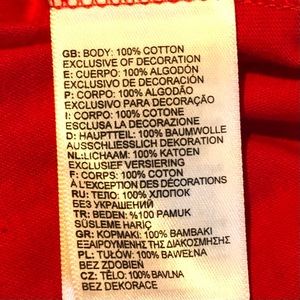 GB: BODY: 100% COTTON
EXCLUSIVE OF DECORATION
E: CUERPO: 100% ALGODÓN
EXCLUSIVO DE DECORACIÓN
P: CORPO: 100% ALGODÃO
EXCLUSIVO PARA DECORAÇÃO
I: CORPO: 100% COTONE
ESCLUSA LA DECORAZIONE
D: HAUPTTEIL: 100% BAUMWOLLE
AUSSCHLIESSLICH DEKORATION
NL:LICHAAM: 100% KATOEN
EXCLUSIEF VERSIERING
F: CORPS: 100% COTON
À L'EXCEPTION DES DÉCORATIONS
RU: ТЕЛО: 100% ХЛОПОК
БЕЗ УКРАШЕНИЙ
TR: BEDEN: %100 PAMUK
SÜSLEME HARİÇ
GR: ΚΟΡΜΑΚΙ: 100% ΒΑΜΒΑΚΙ
ΕΞΑΙΡΟΥΜΕΝΗΣ ΤΗΣ ΔΙΑΚΟΣΜΗΣΗΣ
PL: TUŁÓW: 100% BAWEŁNA
BEZ ZDOBIEŃ
CZ: TĚLO: 100% BAVLNA
BEZ DEKORACE